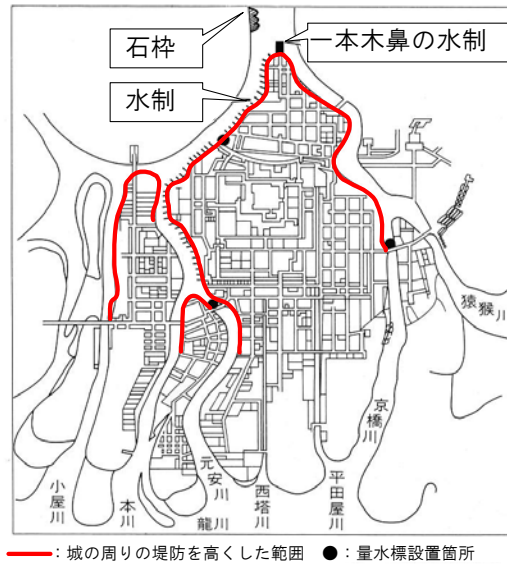 石枠
一本木鼻の水制
水制
猿猴川
京橋川
小屋川
本川
元安川
龍川
西塔川
平田屋川
：城の周りの堤防を高くした範囲 ●：量水標設置箇所